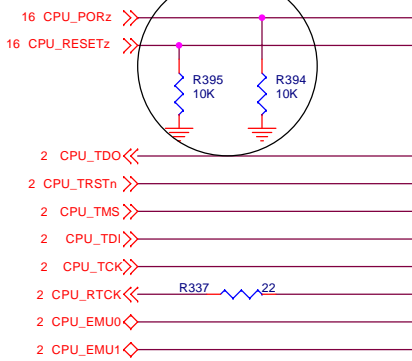 16 CPU_PORz
16 CPU_RESETz
R395 R394
10K 10K
2 CPU_TDO
2 CPU_TRSTn
2 CPU_TMS
2 CPU_TDI
2 CPU_TCK
2 CPU_RTCK R337 22
2 CPU_EMU0
2 CPU_EMU1